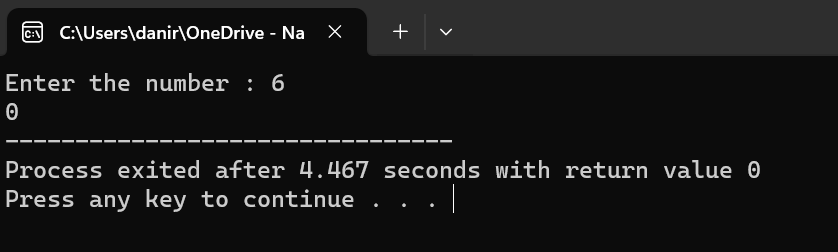 C:\Users\danir\OneDrive - Na
Enter the number : 6
0
--------------------------------
Process exited after 4.467 seconds with return value 0
Press any key to continue . . .